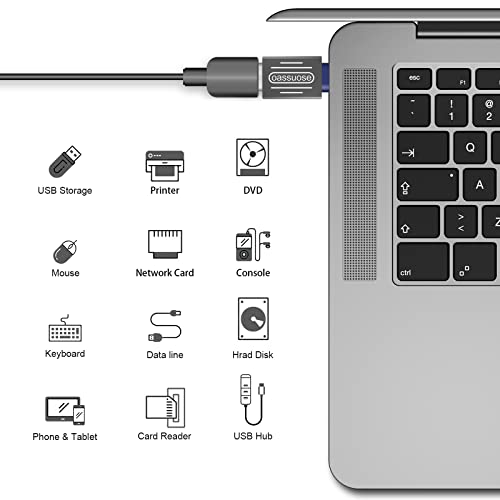 oassuose
esc
F1
~
`
!
1
@
2
Q
A
>
<
Z
ctrl
USB Storage
Printer
DVD
Mouse
Network Card
Console
Keyboard
Data line
Hrad Disk
Phone & Tablet
Card Reader
USB Hub